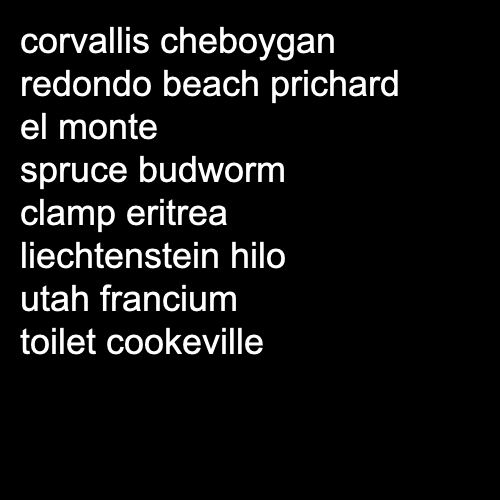 corvallis cheboygan
redondo beach prichard
el monte
spruce budworm
clamp eritrea
liechtenstein hilo
utah francium
toilet cookeville